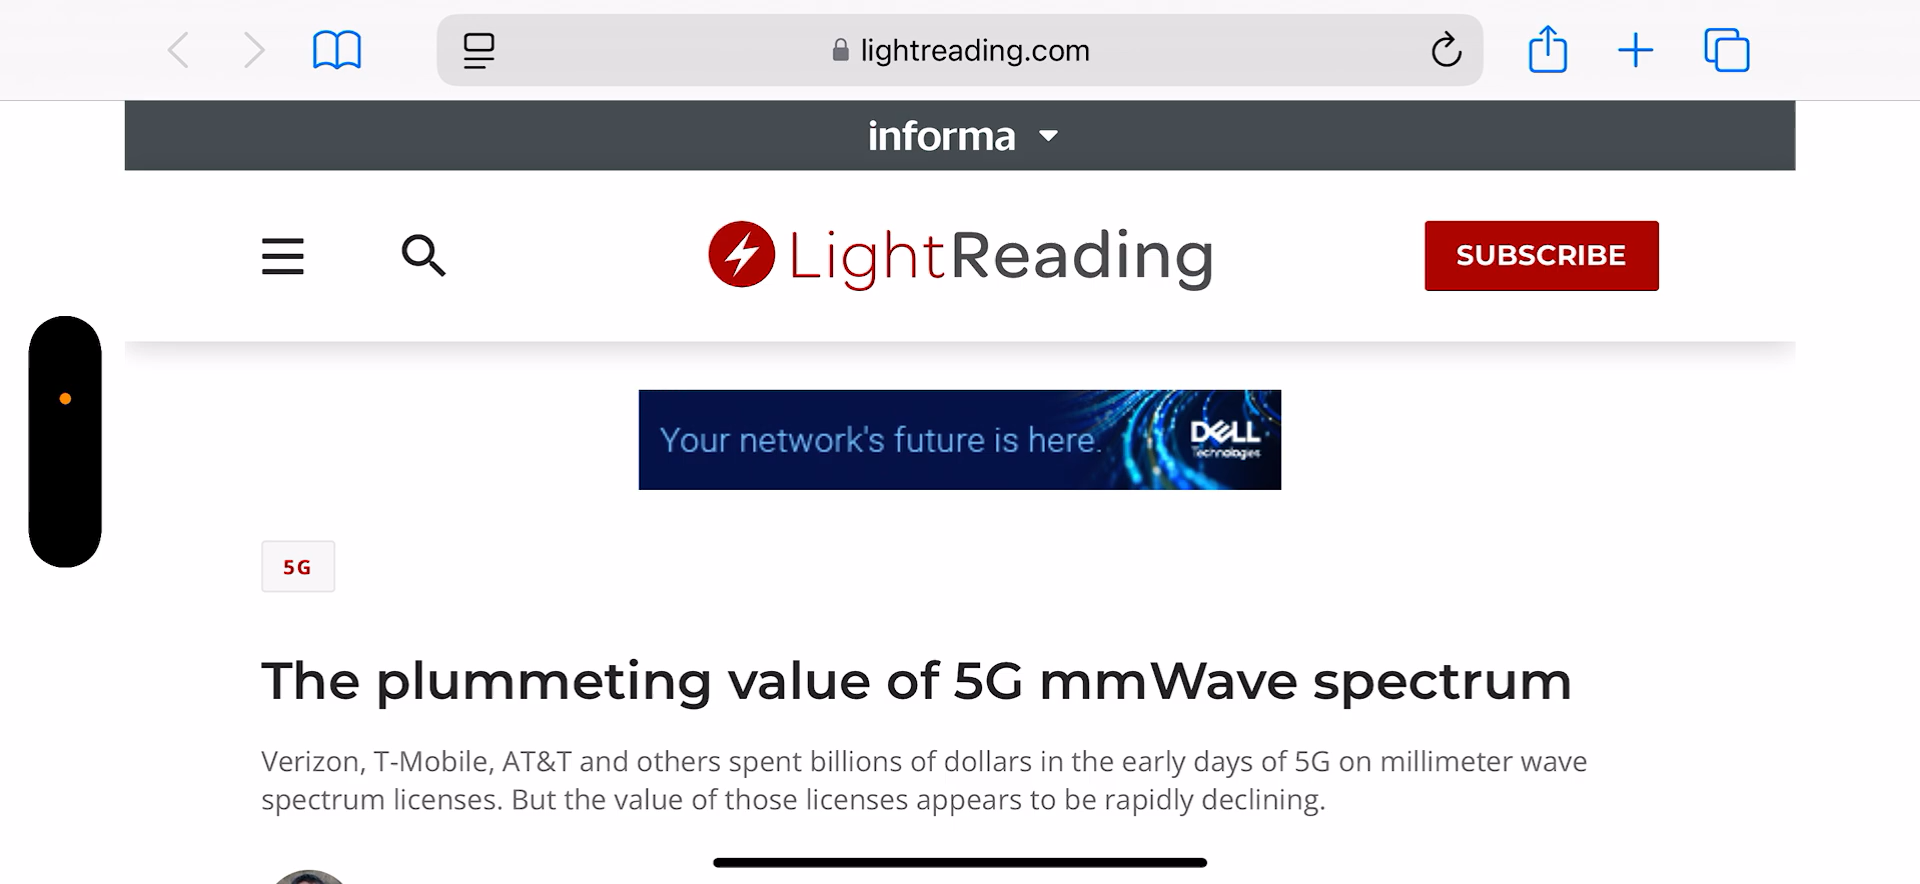 lightreading.com
informa
LightReading
SUBSCRIBE
Your network's future is here.
DELL
Technologies
5G
The plummeting value of 5G mmWave spectrum
Verizon, T-Mobile, AT&T and others spent billions of dollars in the early days of 5G on millimeter wave
spectrum licenses. But the value of those licenses appears to be rapidly declining.